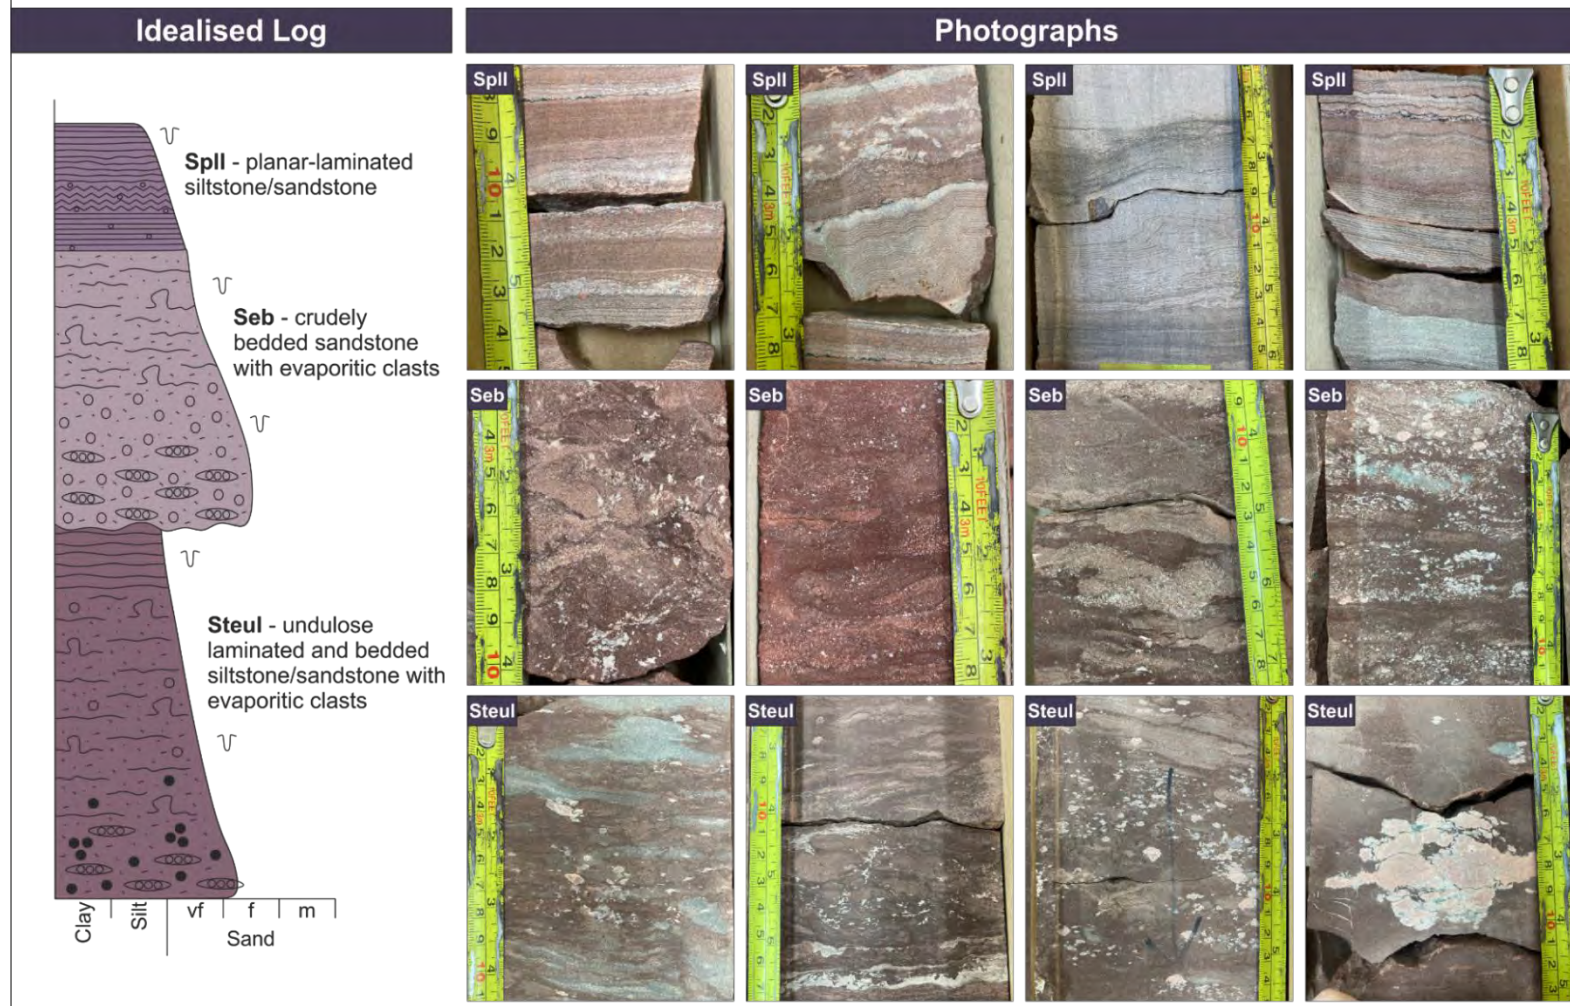 Idealised Log
Photographs
Spll - planar-laminated
siltstone/sandstone
Seb - crudely
bedded sandstone
with evaporitic clasts
Steul - undulose
laminated and bedded
siltstone/sandstone with
evaporitic clasts
Clay
Silt
vf
f
m
Sand
Spll
Spll
Spll
Spll
Seb
Seb
Seb
Seb
Steul
Steul
Steul
Steul